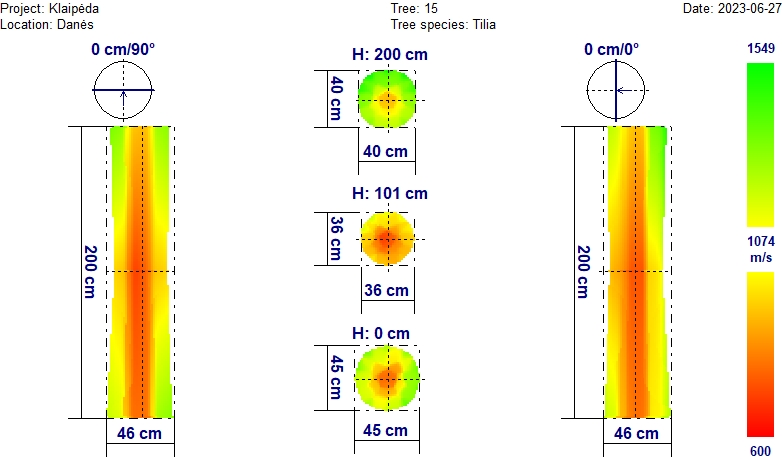 Project: Klaipėda
Tree: 15
Date: 2023-06-27
Location: Danės
Tree species: Tilia
0 cm/90°
H: 200 cm
0 cm/0°
1549
40 cm
40 cm
H: 101 cm
36 cm
200 cm
200 cm
1074
m/s
36 cm
H: 0 cm
45 cm
46 cm
45 cm
46 cm
600